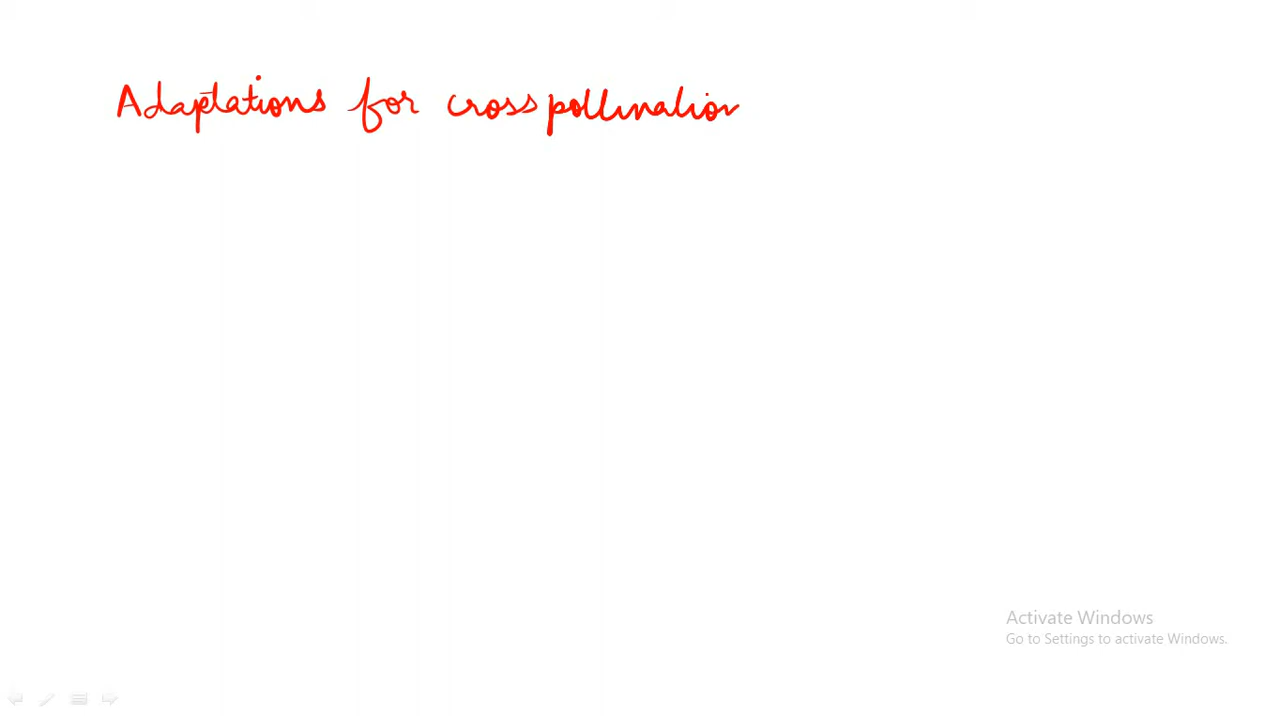 Adaptations for cross pollination
Activate Windows
Go to Settings to activate Windows.